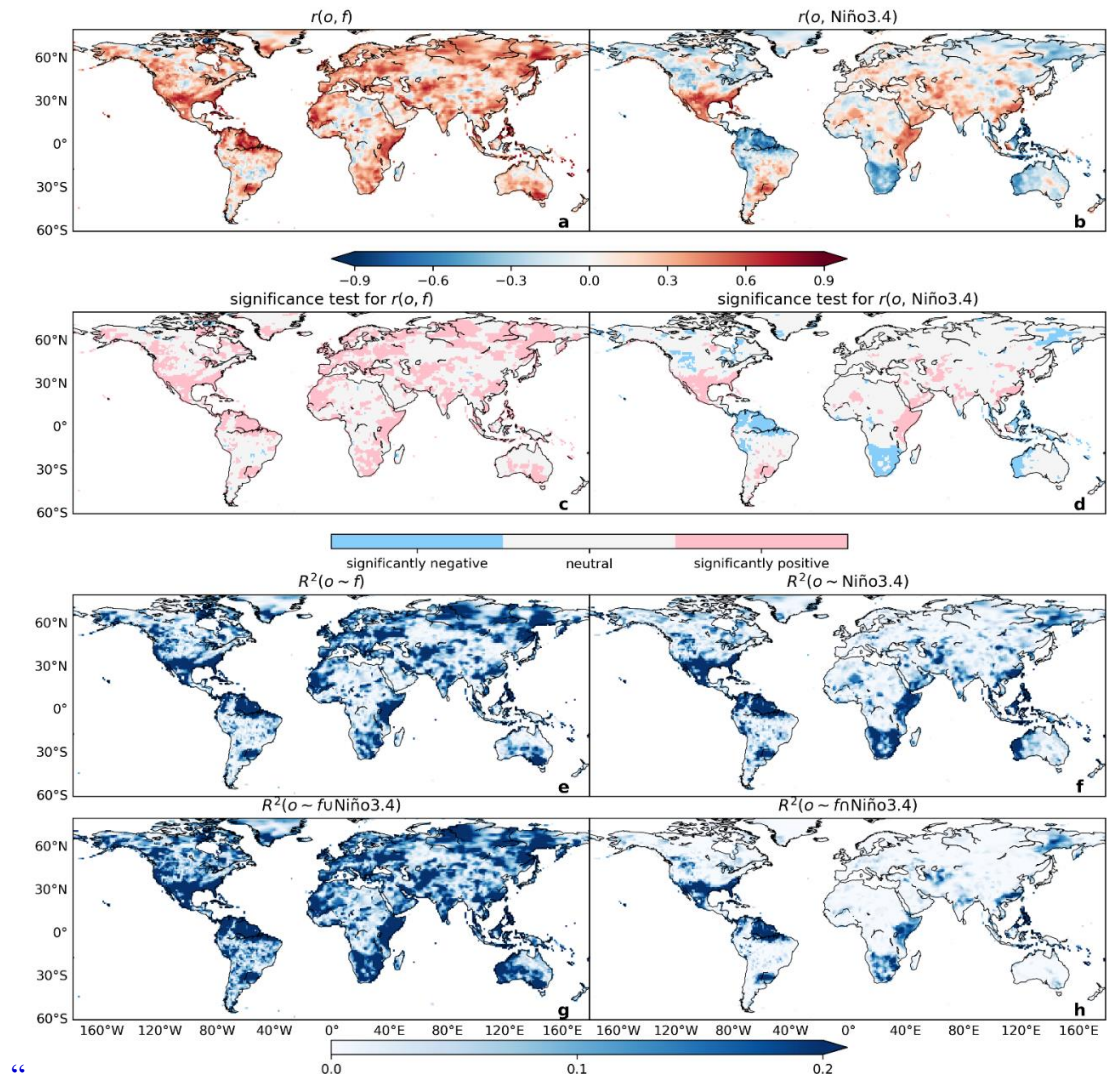 r(o, f) r(o, Niño3.4)
60°N
30°N
0°
30°S
60°S
a b
−0.9 −0.6 −0.3 0.0 0.3 0.6 0.9
significance test for r(o, f) significance test for r(o, Niño3.4)
60°N
30°N
0°
30°S
60°S
c d
significantly negative neutral significantly positive
R²(o ~ f) R²(o ~ Niño3.4)
60°N
30°N
0°
30°S
60°S
e f
R²(o ~ f∪Niño3.4) R²(o ~ f∩Niño3.4)
60°N
30°N
0°
30°S
60°S
g h
160°W 120°W 80°W 0° 40°E 80°E 120°E 160°E 160°W 120°W 80°W 0° 40°E 80°E 120°E 160°E
0.0 0.1 0.2
“